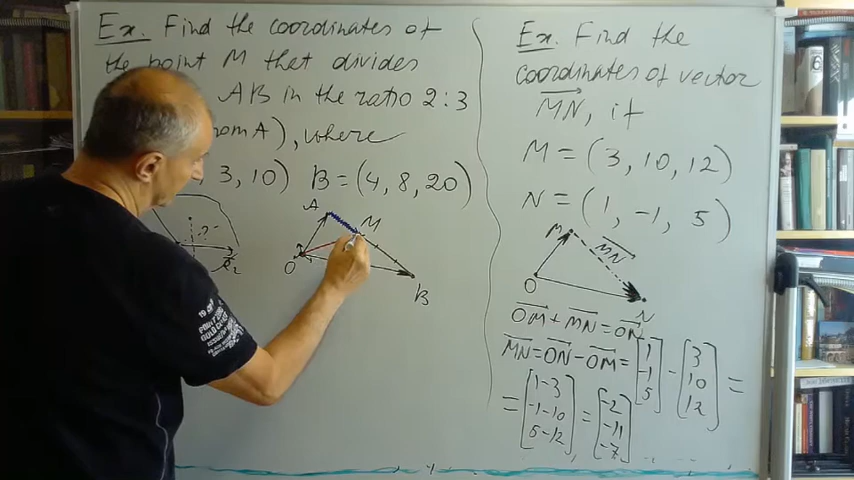 Ex. Find the coordinates of
the point M that divides
AB in the ratio 2:3
from A), where
3, 10) B = (4, 8, 20)
A
M
-?-
O
B
Ex. Find the
coordinates of vector
MN, if
M = (3, 10, 12)
N = (1, -1, 5)
M
MN
O
N
OM + MN = ON
MN = ON - OM = [1 -1 5] - [3 10 12] =
= [1-3 -1-10 5-12] = [-2 -11 -7]